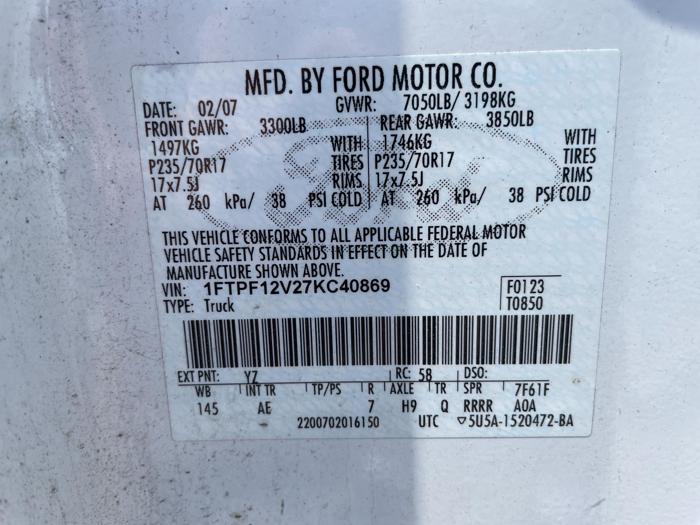 MFD. BY FORD MOTOR CO.
DATE: 02/07 GVWR: 7050LB/ 3198KG
FRONT GAWR: 3300LB REAR GAWR: 3850LB
1497KG WITH 1746KG WITH
P235/70R17 TIRES P235/70R17 TIRES
17x7.5J RIMS 17x7.5J RIMS
AT 260 kPa/ 38 PSI COLD AT 260 kPa/ 38 PSI COLD
THIS VEHICLE CONFORMS TO ALL APPLICABLE FEDERAL MOTOR
VEHICLE SAFETY STANDARDS IN EFFECT ON THE DATE OF
MANUFACTURE SHOWN ABOVE.
VIN: 1FTPF12V27KC40869 F0123
TYPE: Truck T0850
EXT PNT: YZ RC: 58 DSO:
WB INT TR TP/PS R AXLE TR SPR 7F61F
145 AE 7 H9 Q RRRR AOA
2200702016150 UTC ▽5U5A-1520472-BA